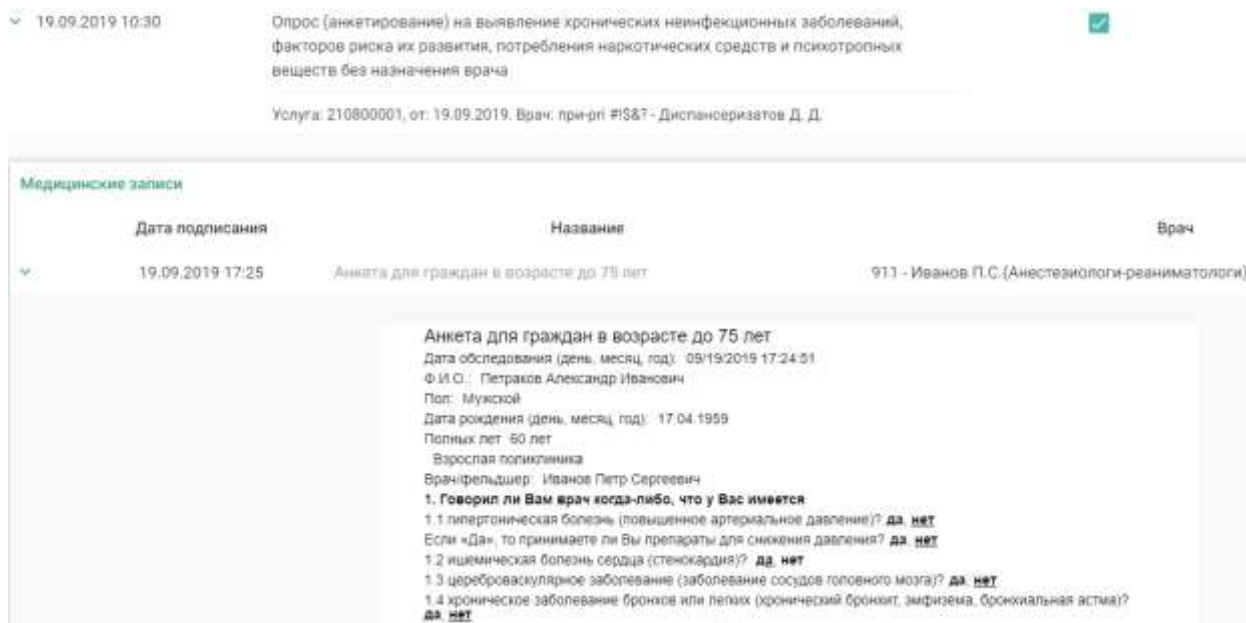 19.09.2019 10:30 Опрос (анкетирование) на выявление хронических неинфекционных заболеваний,
факторов риска их развития, потребления наркотических средств и психотропных
веществ без назначения врача
Услуга: 210800001, от: 19.09.2019. Врач: при-pri #!$&? - Диспансеризатов Д. Д.
Медицинские записи
Дата подписания Название Врач
19.09.2019 17:25 Анкета для граждан в возрасте до 75 лет 911 - Иванов П.С.(Анестезиологи-реаниматологи)
Анкета для граждан в возрасте до 75 лет
Дата обследования (день, месяц, год): 09/19/2019 17:24:51
Ф.И.О.: Петраков Александр Иванович
Пол: Мужской
Дата рождения (день, месяц, год): 17.04.1959
Полных лет 60 лет
Взрослая поликлиника
Врач/фельдшер: Иванов Петр Сергеевич
1. Говорил ли Вам врач когда-либо, что у Вас имеется
1.1 гипертоническая болезнь (повышенное артериальное давление)? да, нет
Если «Да», то принимаете ли Вы препараты для снижения давления? да, нет
1.2 ишемическая болезнь сердца (стенокардия)? да, нет
1.3 цереброваскулярное заболевание (заболевание сосудов головного мозга)? да, нет
1.4 хроническое заболевание бронхов или легких (хронический бронхит, эмфизема, бронхиальная астма)?
да, нет